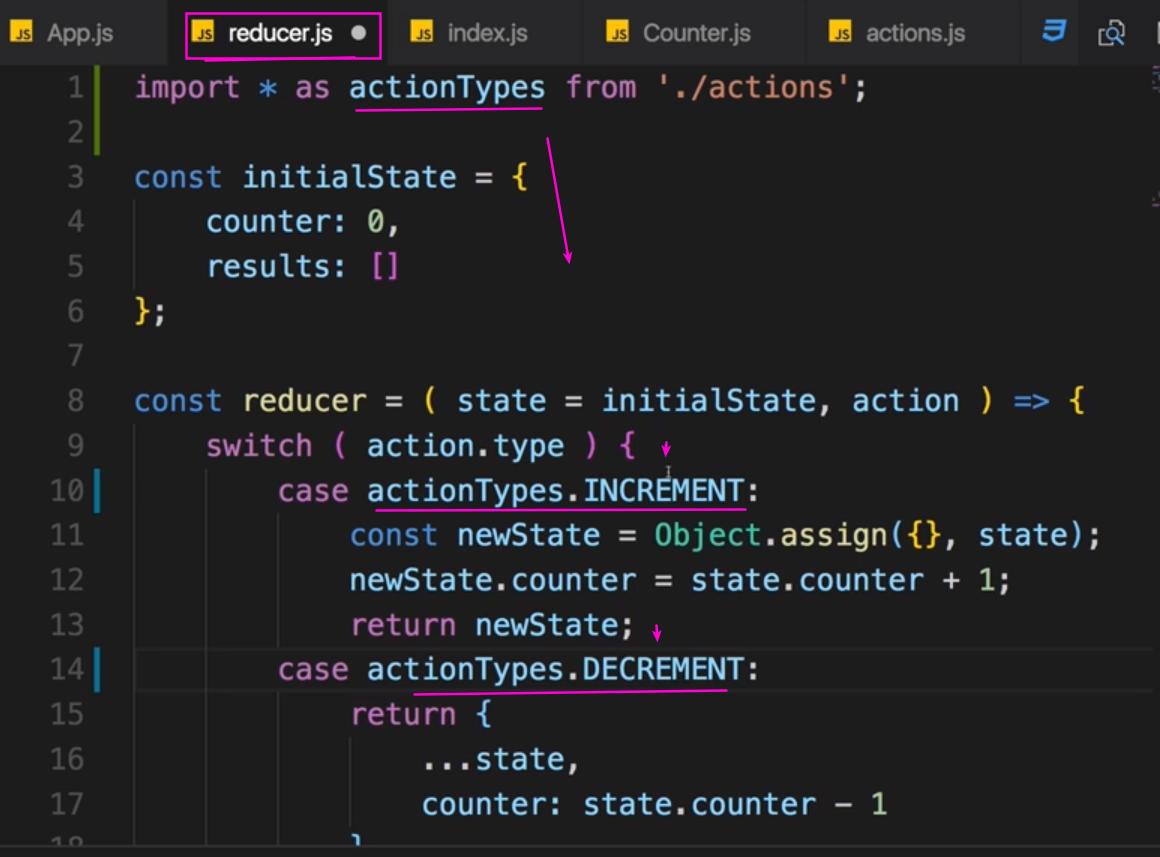 JS App.js JS reducer.js JS index.js JS Counter.js JS actions.js
1 import * as actionTypes from './actions';
2
3 const initialState = {
4 counter: 0,
5 results: []
6 };
7
8 const reducer = ( state = initialState, action ) => {
9 switch ( action.type ) {
10 case actionTypes.INCREMENT:
11 const newState = Object.assign({}, state);
12 newState.counter = state.counter + 1;
13 return newState;
14 case actionTypes.DECREMENT:
15 return {
16 ...state,
17 counter: state.counter - 1
18 }